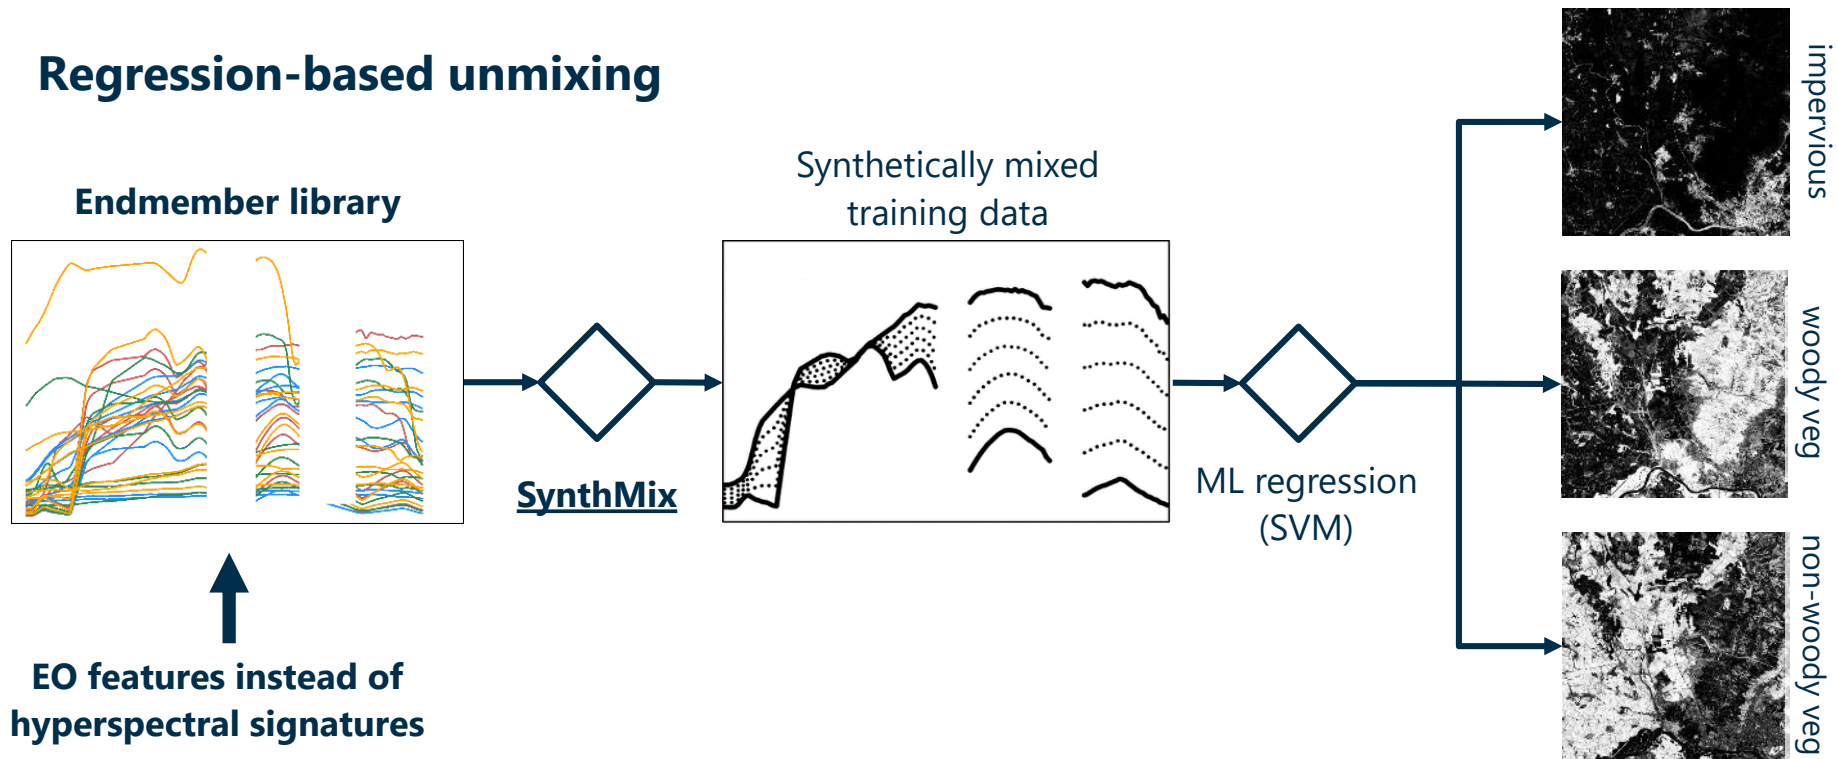 Regression-based unmixing
Endmember library
Synthetically mixed
training data
SynthMix
ML regression
(SVM)
EO features instead of
hyperspectral signatures
impervious
woody veg
non-woody veg